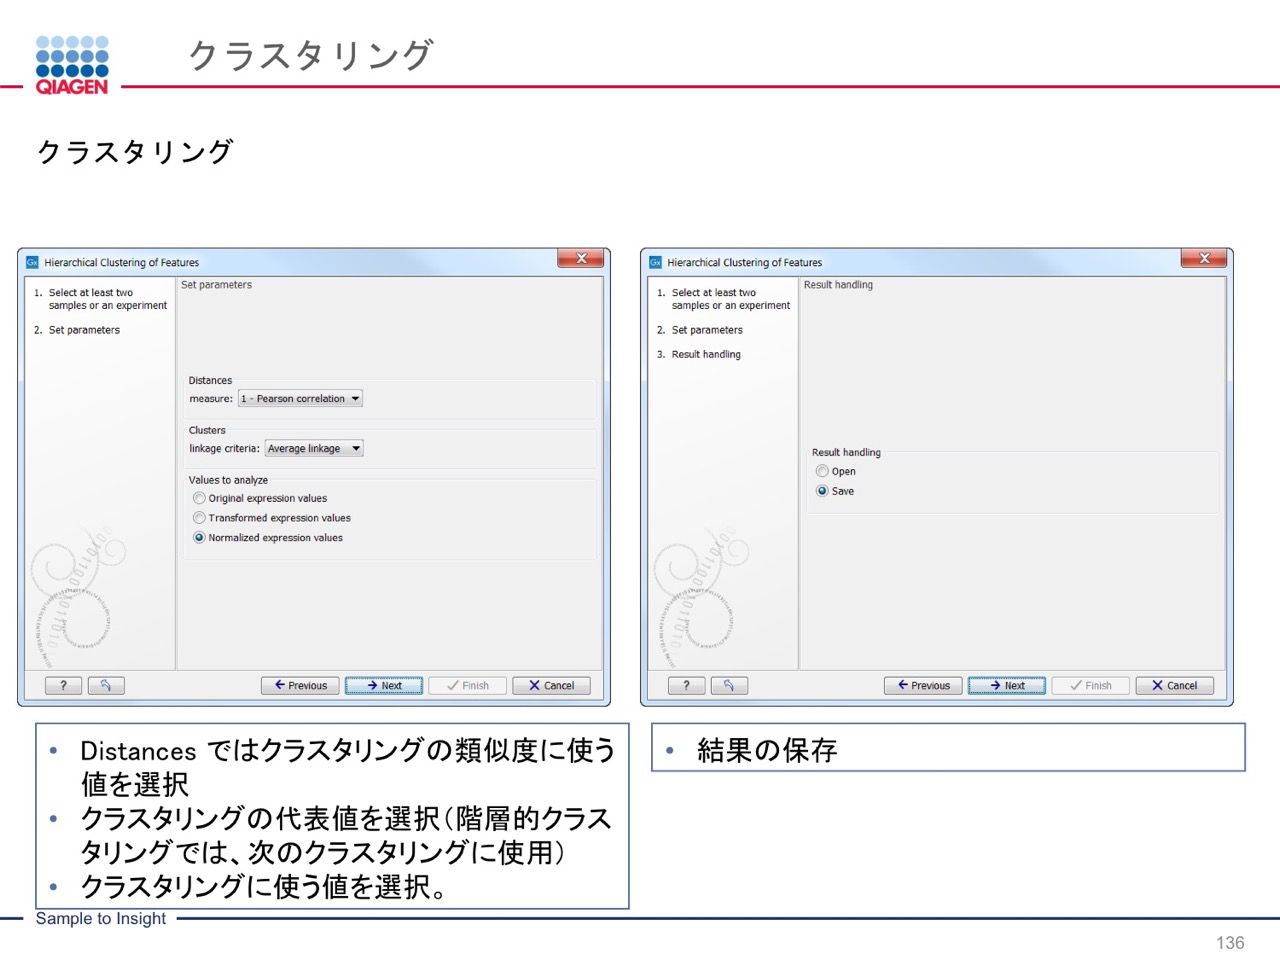 クラスタリング
QIAGEN
クラスタリング
Hierarchical Clustering of Features
1. Select at least two
samples or an experiment
2. Set parameters
Set parameters
Distances
measure: 1 - Pearson correlation
Clusters
linkage criteria: Average linkage
Values to analyze
Original expression values
Transformed expression values
Normalized expression values
? Previous Next Finish Cancel
Hierarchical Clustering of Features
1. Select at least two
samples or an experiment
2. Set parameters
3. Result handling
Result handling
Result handling
Open
Save
? Previous Next Finish Cancel
• Distances ではクラスタリングの類似度に使う
値を選択
• クラスタリングの代表値を選択（階層的クラス
タリングでは、次のクラスタリングに使用）
• クラスタリングに使う値を選択。
• 結果の保存
Sample to Insight
136